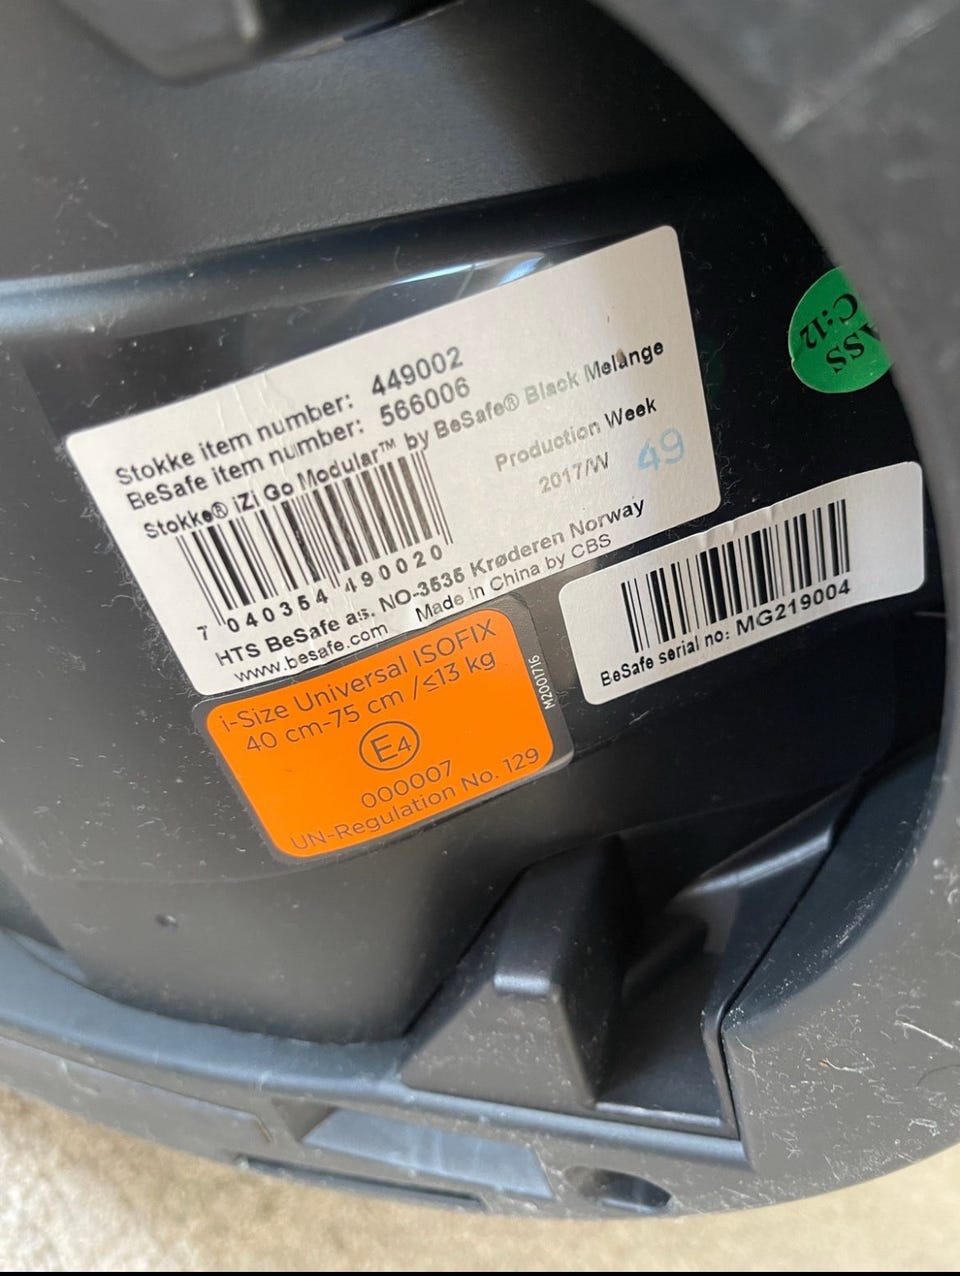 Stokke item number: 449002
BeSafe item number: 566006
Stokke® iZi Go Modular™ by BeSafe® Black Melange
Production Week
2017/W 49
7 040354 490020
HTS BeSafe as, NO-3535 Krøderen Norway
www.besafe.com Made in China by CBS
i-Size Universal ISOFIX
40 cm-75 cm /≤13 kg
E4
000007
UN-Regulation No. 129
M2001716
BeSafe serial no: MG219004
C:12